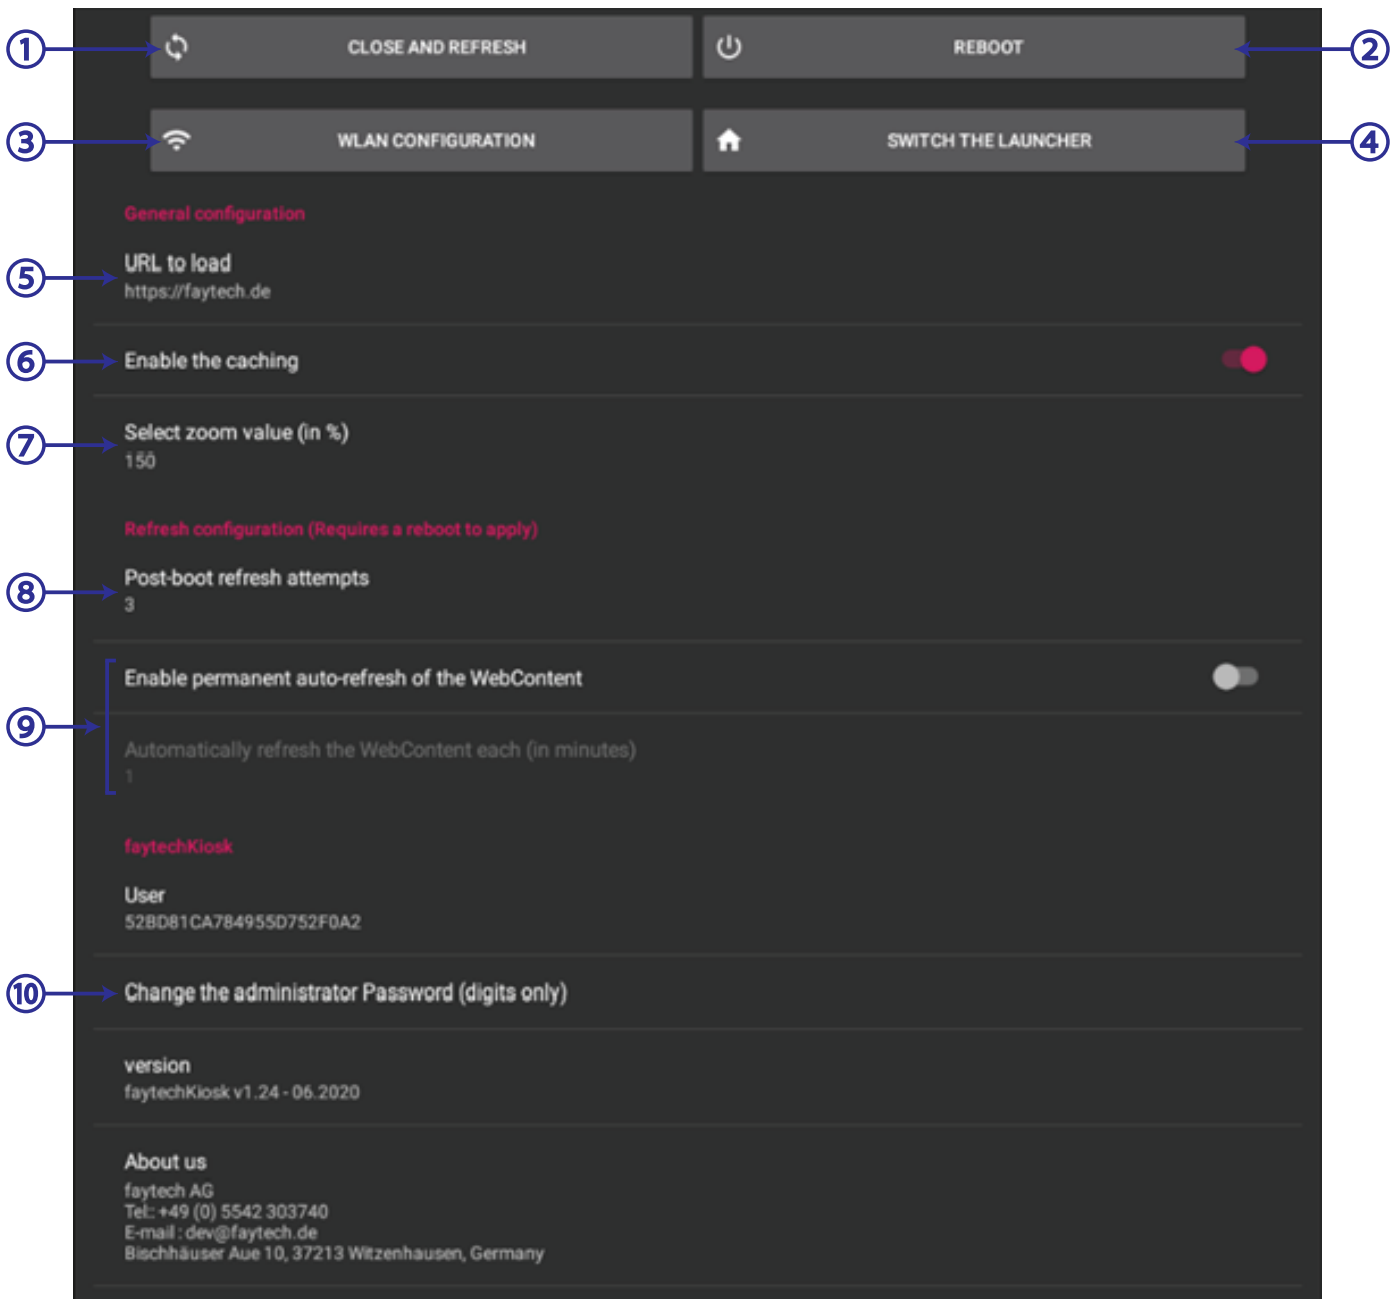 ① CLOSE AND REFRESH REBOOT ②
③ WLAN CONFIGURATION SWITCH THE LAUNCHER ④
General configuration
URL to load
⑤
https://faytech.de
⑥ Enable the caching
Select zoom value (in %)
⑦
150
Refresh configuration (Requires a reboot to apply)
Post-boot refresh attempts
⑧
3
Enable permanent auto-refresh of the WebContent
⑨
Automatically refresh the WebContent each (in minutes)
1
faytechKiosk
User
52BD81CA784955D752F0A2
⑩ Change the administrator Password (digits only)
version
faytechKiosk v1.24 - 06.2020
About us
faytech AG
Tel:: +49 (0) 5542 303740
E-mail : dev@faytech.de
Bischhäuser Aue 10, 37213 Witzenhausen, Germany